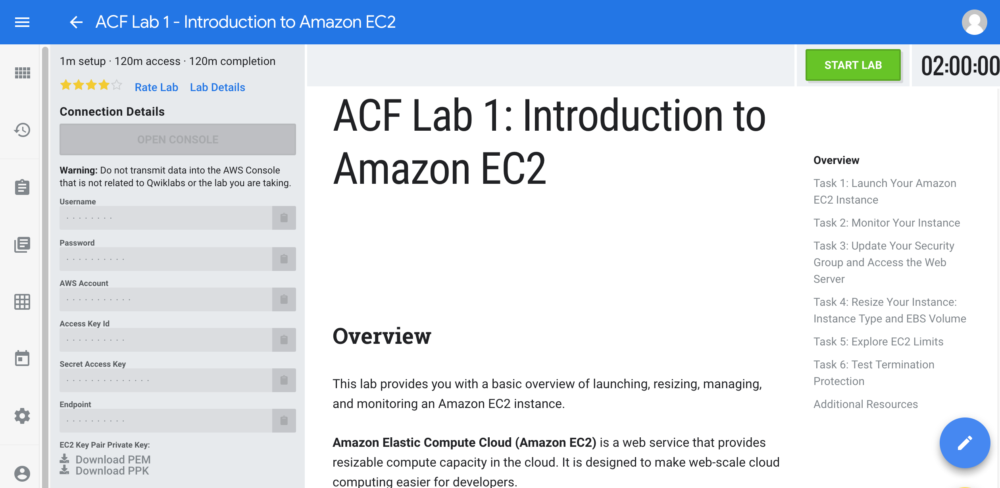 ACF Lab 1 - Introduction to Amazon EC2
1m setup · 120m access · 120m completion
Rate Lab Lab Details
Connection Details
OPEN CONSOLE
Warning: Do not transmit data into the AWS Console
that is not related to Qwiklabs or the lab you are taking.
Username
Password
AWS Account
Access Key Id
Secret Access Key
Endpoint
EC2 Key Pair Private Key:
Download PEM
Download PPK
START LAB
02:00:00
ACF Lab 1: Introduction to
Amazon EC2
Overview
This lab provides you with a basic overview of launching, resizing, managing,
and monitoring an Amazon EC2 instance.
Amazon Elastic Compute Cloud (Amazon EC2) is a web service that provides
resizable compute capacity in the cloud. It is designed to make web-scale cloud
computing easier for developers.
Overview
Task 1: Launch Your Amazon
EC2 Instance
Task 2: Monitor Your Instance
Task 3: Update Your Security
Group and Access the Web
Server
Task 4: Resize Your Instance:
Instance Type and EBS Volume
Task 5: Explore EC2 Limits
Task 6: Test Termination
Protection
Additional Resources